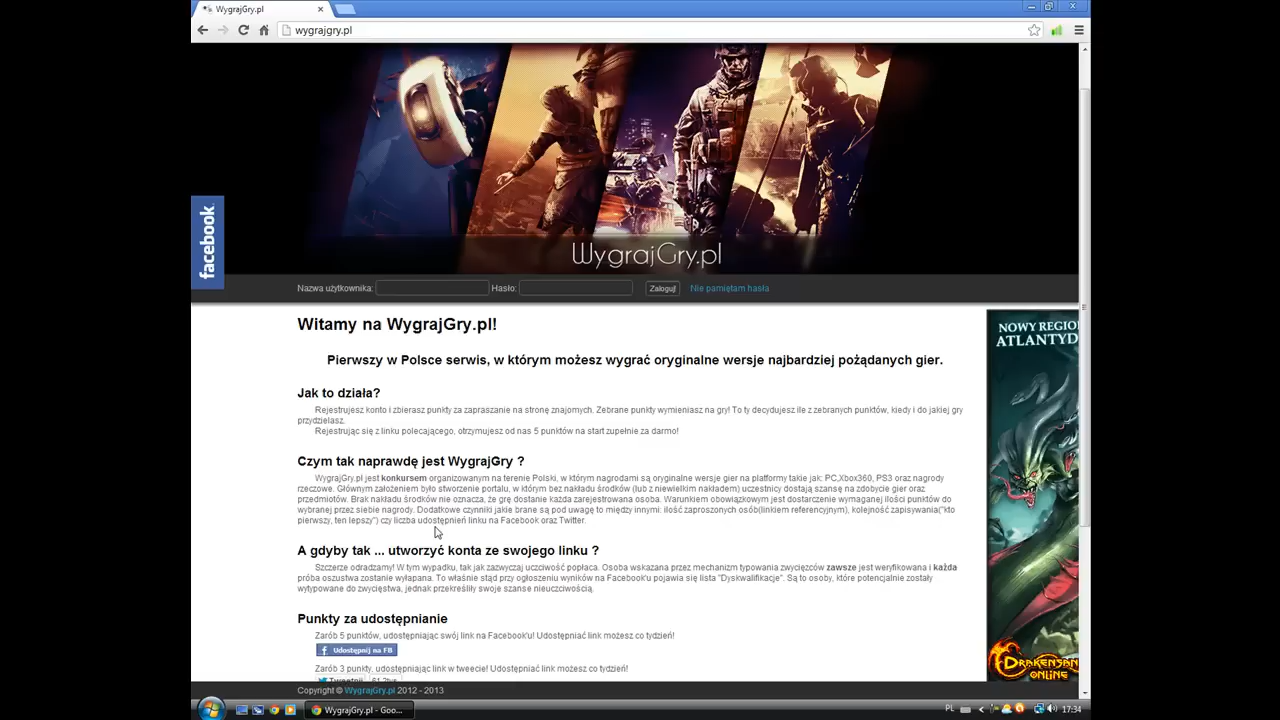 WygrajGry.pl
wygrajgry.pl
facebook
WygrajGry.pl
Nazwa użytkownika: Hasło: Zaloguj Nie pamiętam hasła
Witamy na WygrajGry.pl!
Pierwszy w Polsce serwis, w którym możesz wygrać oryginalne wersje najbardziej pożądanych gier.
Jak to działa?
Rejestrujesz konto i zbierasz punkty za zapraszanie na stronę znajomych. Zebrane punkty wymieniasz na gry! To ty decydujesz ile z zebranych punktów, kiedy i do jakiej gry
przydzielasz.
Rejestrując się z linku polecającego, otrzymujesz od nas 5 punktów na start zupełnie za darmo!
Czym tak naprawdę jest WygrajGry ?
WygrajGry.pl jest konkursem organizowanym na terenie Polski, w którym nagrodami są oryginalne wersje gier na platformy takie jak: PC,Xbox360, PS3 oraz nagrody
rzeczowe. Głównym założeniem było stworzenie portalu, w którym bez nakładu środków (lub z niewielkim nakładem) uczestnicy dostają szansę na zdobycie gier oraz
przedmiotów. Brak nakładu środków nie oznacza, że grę dostanie każda zarejestrowana osoba. Warunkiem obowiązkowym jest dostarczenie wymaganej ilości punktów do
wybranej przez siebie nagrody. Dodatkowe czynniki jakie brane są pod uwagę to między innymi: ilość zaproszonych osób(linkiem referencyjnym), kolejność zapisywania("kto
pierwszy, ten lepszy") czy liczba udostępnień linku na Facebook oraz Twitter.
A gdyby tak ... utworzyć konta ze swojego linku ?
Szczerze odradzamy! W tym wypadku, tak jak zazwyczaj uczciwość popłaca. Osoba wskazana przez mechanizm typowania zwycięzców zawsze jest weryfikowana i każda
próba oszustwa zostanie wyłapana. To właśnie stąd przy ogłoszeniu wyników na Facebook'u pojawia się lista "Dyskwalifikacje". Są to osoby, które potencjalnie zostały
wytypowane do zwycięstwa, jednak przekreśliły swoje szanse nieuczciwością.
Punkty za udostępnianie
Zarób 5 punktów, udostępniając swój link na Facebook'u! Udostępniać link możesz co tydzień!
Udostępnij na FB
Zarób 3 punkty, udostępniając link w tweecie! Udostępniać link możesz co tydzień!
Tweetnij 61,2tys.
Copyright © WygrajGry.pl 2012 - 2013
NOWY REGIO
ATLANTYD
DRAKENSAN
ONLINE
WygrajGry.pl - Goo...
PL
17:34